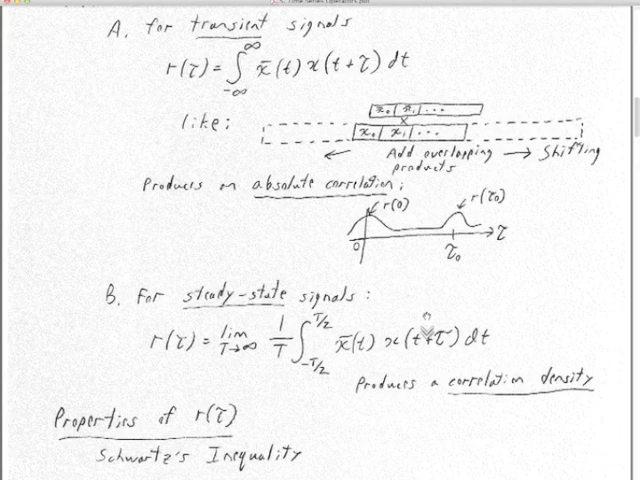 A. for transient signals
r(τ) = ∫_{-∞}^{∞} x̄(t) x(t+τ) dt
x₀ | x₁ | ...
like: x
x₀ | x₁ | ...
← Add overlapping → Shifting
products
Produces an absolute correlation:
r(0) r(τ₀)
0 τ₀ τ
B. For steady-state signals:
r(τ) = lim_{T→∞} 1/T ∫_{-T/2}^{T/2} x̄(t) x(t+τ) dt
Produces a correlation density
Properties of r(τ)
Schwartz's Inequality